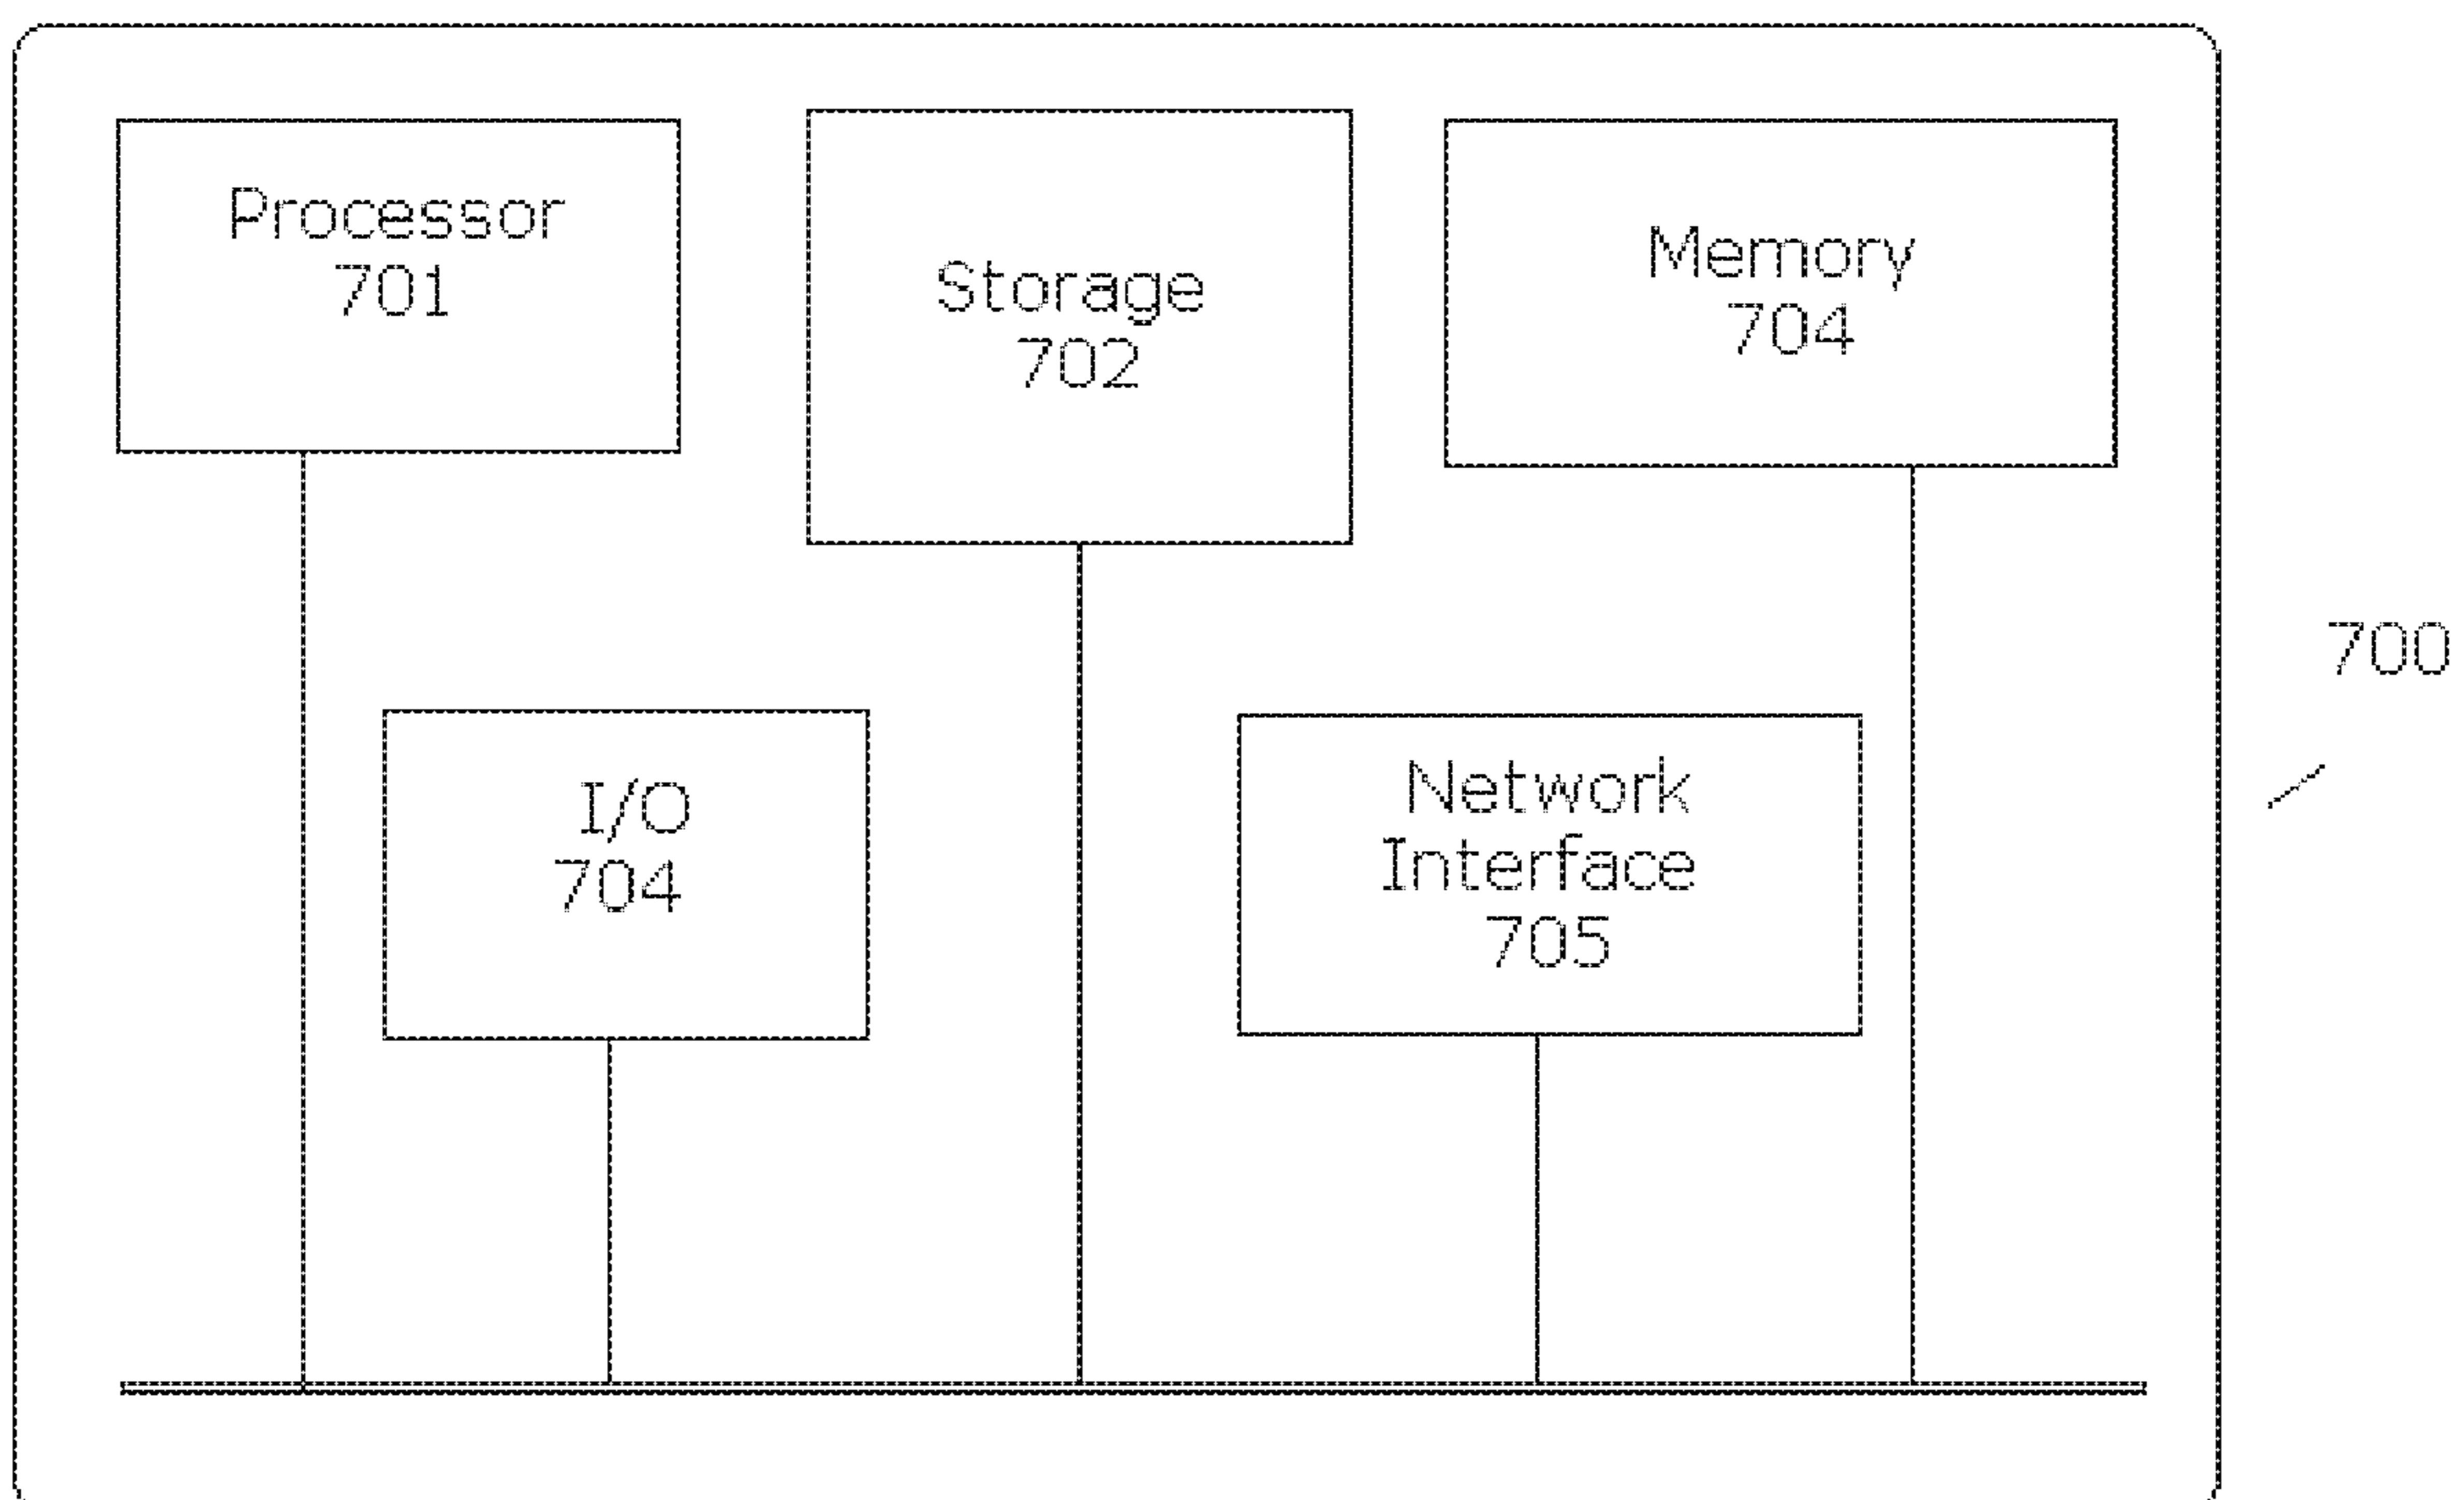 Processor
701
Storage
702
Memory
704
700
I/O
704
Network
Interface
705